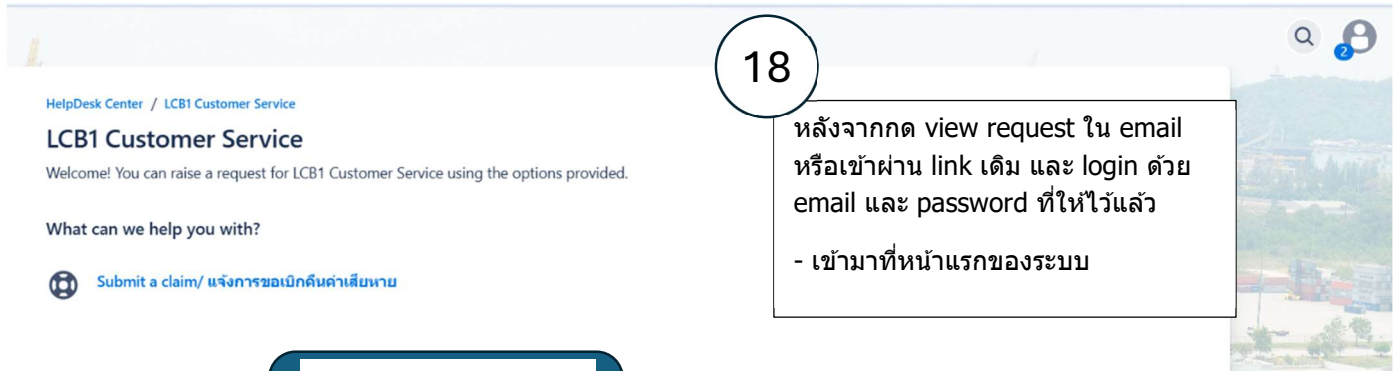 18
2
HelpDesk Center / LCB1 Customer Service
LCB1 Customer Service
Welcome! You can raise a request for LCB1 Customer Service using the options provided.
What can we help you with?
Submit a claim/ แจ้งการขอเบิกคืนค่าเสียหาย
หลังจากกด view request ใน email
หรือเข้าผ่าน link เดิม และ login ด้วย
email และ password ที่ให้ไว้แล้ว
- เข้ามาที่หน้าแรกของระบบ